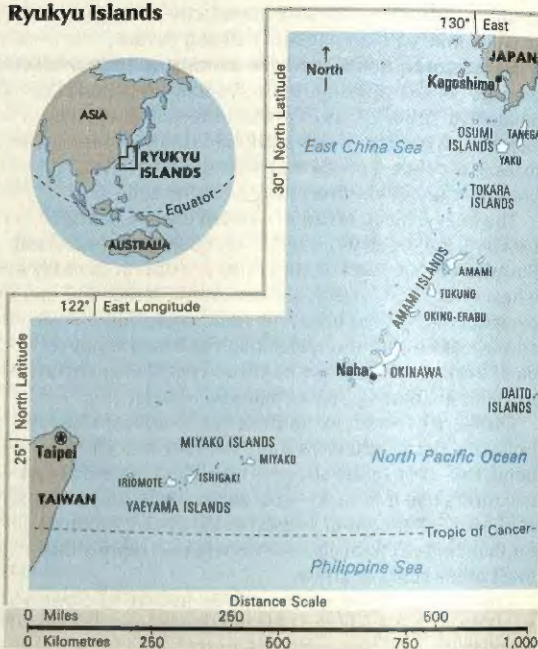 Ryukyu Islands
130° East
North
JAPAN
Kagoshima
North Latitude
30°
East China Sea
OSUMI
ISLANDS
TANEGA
YAKU
TOKARA
ISLANDS
ASIA
RYUKYU
ISLANDS
Equator
AUSTRALIA
AMAMI ISLANDS
AMAMI
TOKUNG
OKINO-ERABU
122° East Longitude
North Latitude
25°
Naha
OKINAWA
DAITO
ISLANDS
Taipei
TAIWAN
MIYAKO ISLANDS
MIYAKO
IRIOMOTE
ISHIGAKI
YAEYAMA ISLANDS
North Pacific Ocean
Tropic of Cancer
Philippine Sea
Distance Scale
0 Miles 250 500
0 Kilometres 250 500 750 1,000